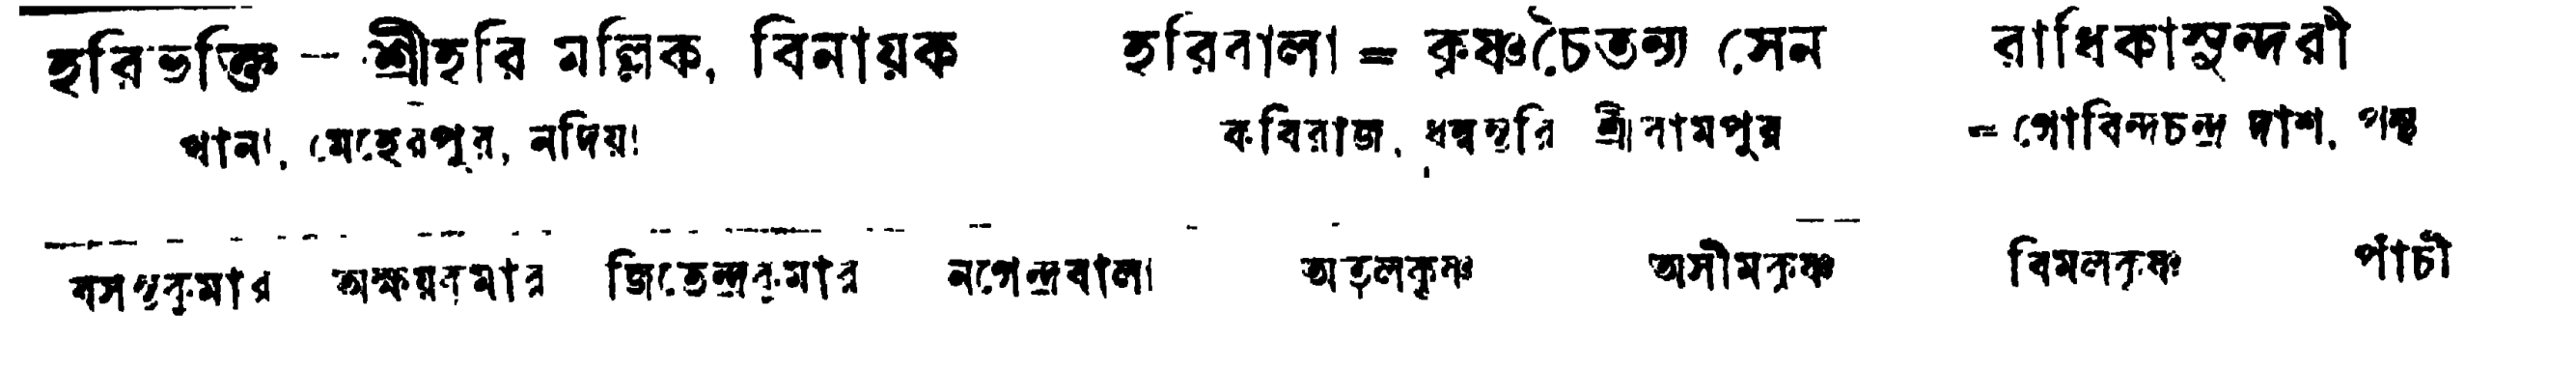 হরিভক্তি — শ্রীহরি মল্লিক, বিনায়ক হরিবালা = কৃষ্ণচৈতন্য সেন রাধিকাসুন্দরী
থানা, মেহেরপুর, নদিয়া কবিরাজ, ধন্বন্তরি শ্রীরামপুর = গোবিন্দচন্দ্র দাশ, পন্থ
বসন্তকুমার অক্ষয়কুমার জিতেন্দ্রকুমার নগেন্দ্রবালা অতুলকৃষ্ণ অসীমকৃষ্ণ বিমলকৃষ্ণ পাঁচী